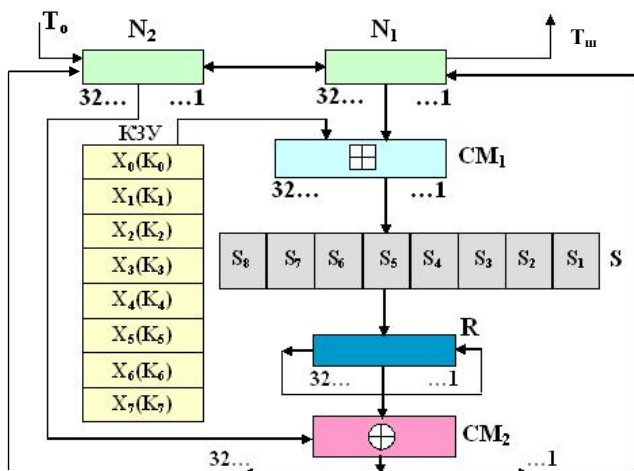 Tо N₂ N₁ Tш
32... ...1 32... ...1
КЗУ
X₀(K₀)
X₁(K₁)
X₂(K₂)
X₃(K₃)
X₄(K₄)
X₅(K₅)
X₆(K₆)
X₇(K₇)
CM₁
32... ...1
S₈ S₇ S₆ S₅ S₄ S₃ S₂ S₁ S
R
32... ...1
CM₂
32... ...1